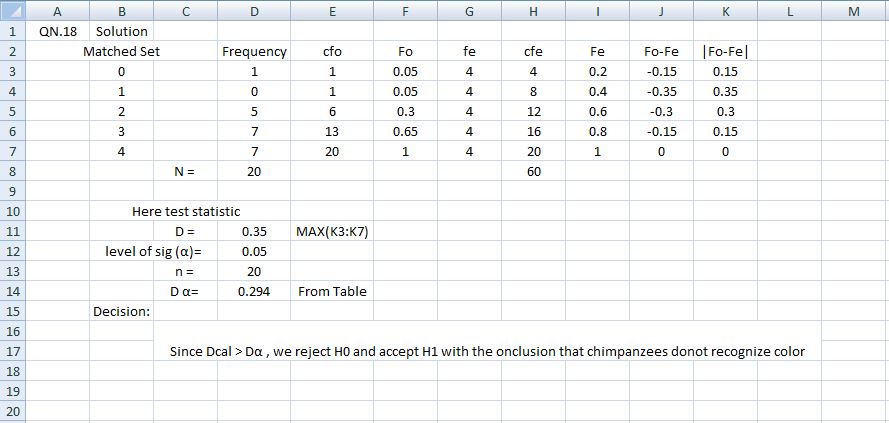 A B C D E F G H I J K L M
1 QN.18 Solution
2 Matched Set Frequency cfo Fo fe cfe Fe Fo-Fe |Fo-Fe|
3 0 1 1 0.05 4 4 0.2 -0.15 0.15
4 1 0 1 0.05 4 8 0.4 -0.35 0.35
5 2 5 6 0.3 4 12 0.6 -0.3 0.3
6 3 7 13 0.65 4 16 0.8 -0.15 0.15
7 4 7 20 1 4 20 1 0 0
8 N = 20 60
9
10 Here test statistic
11 D = 0.35 MAX(K3:K7)
12 level of sig (α)= 0.05
13 n = 20
14 D α= 0.294 From Table
15 Decision:
16
17 Since Dcal > Dα , we reject H0 and accept H1 with the onclusion that chimpanzees donot recognize color
18
19
20